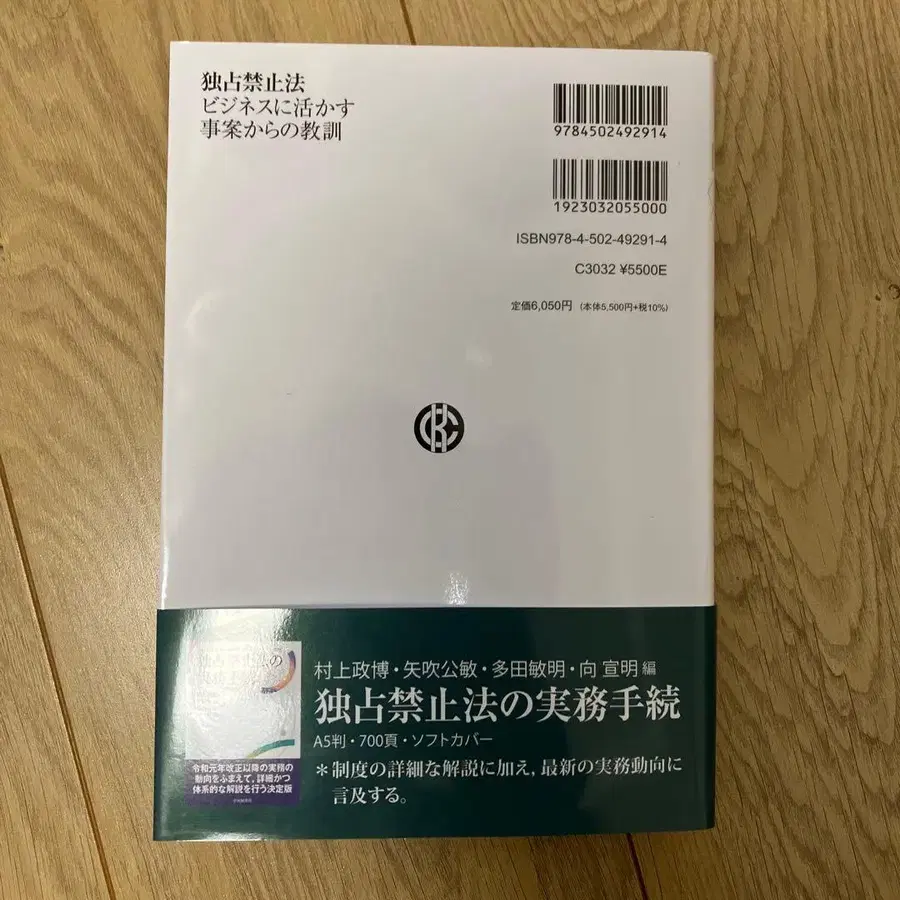 独占禁止法
ビジネスに活かす
事案からの教訓
9784502492914
1923032055000
ISBN978-4-502-49291-4
C3032 ¥5500E
定価6,050円 (本体5,500円+税10%)
村上政博・矢吹公敏・多田敏明・向 宣明 編
独占禁止法の実務手続
A5判・700頁・ソフトカバー
*制度の詳細な解説に加え,最新の実務動向に
言及する。
独占禁止法の
令和元年改正以降の実務の
動向をふまえて,詳細かつ
体系的な解説を行う決定版